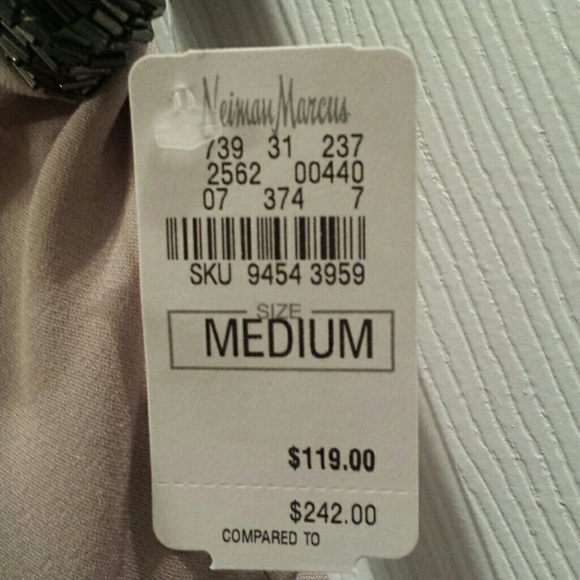 Neiman Marcus
739 31 237
2562 00440
07 374 7
SKU 9454 3959
SIZE
MEDIUM
$119.00
$242.00
COMPARED TO